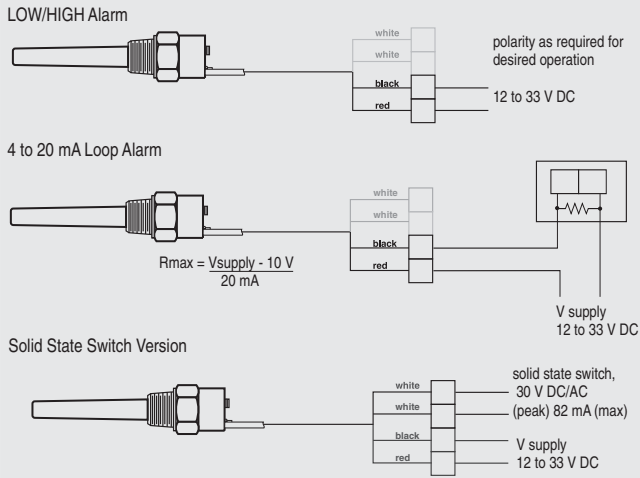 LOW/HIGH Alarm
white
white
black
red
polarity as required for
desired operation
12 to 33 V DC
4 to 20 mA Loop Alarm
white
white
black
red
Rmax = Vsupply - 10 V
20 mA
V supply
12 to 33 V DC
Solid State Switch Version
white
white
black
red
solid state switch,
30 V DC/AC
(peak) 82 mA (max)
V supply
12 to 33 V DC